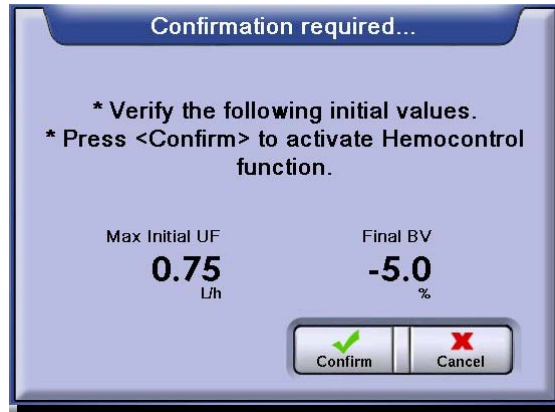 Confirmation required...
* Verify the following initial values.
* Press <Confirm> to activate Hemocontrol
function.
Max Initial UF
Final BV
0.75
-5.0
L/h
%
Confirm
Cancel